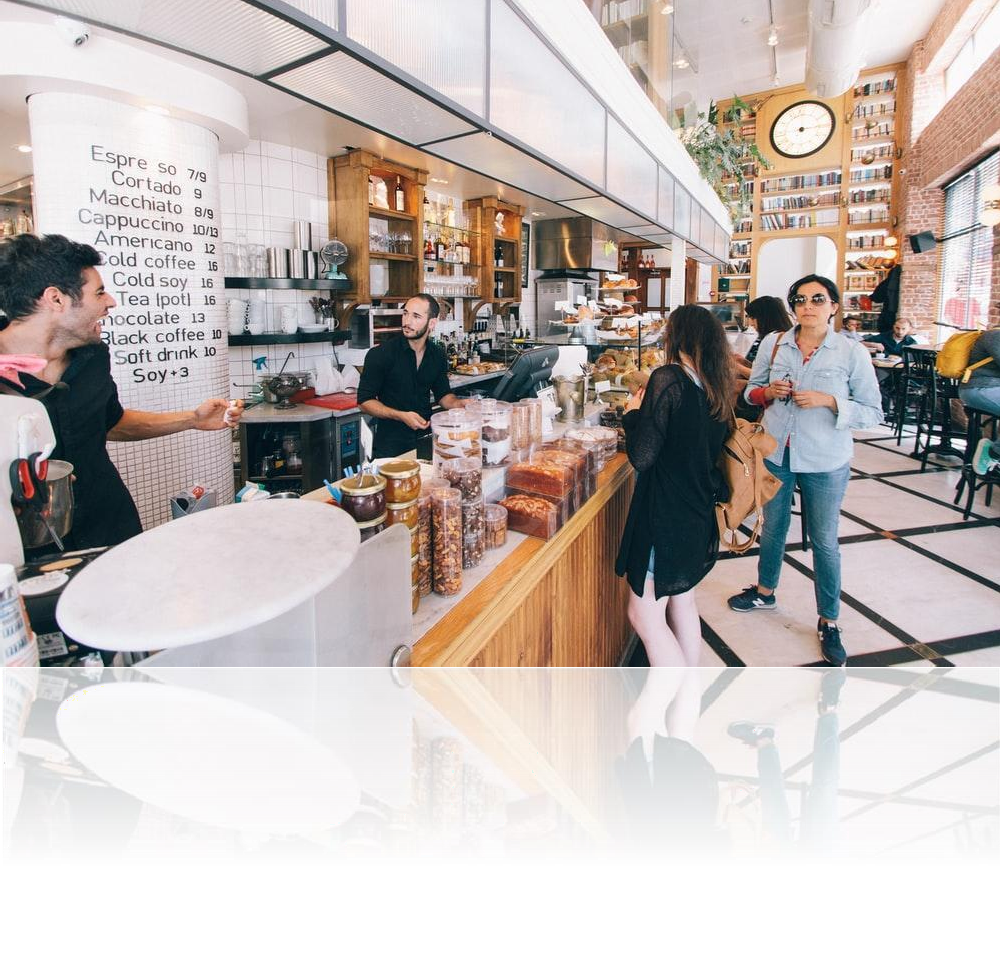 Espre so 7/9
Cortado 9
Macchiato 8/9
Cappuccino 10/13
Americano 12
Cold coffee 16
Cold soy 16
Tea (pot) 16
hocolate 13
Black coffee 10
Soft drink 10
Soy+3